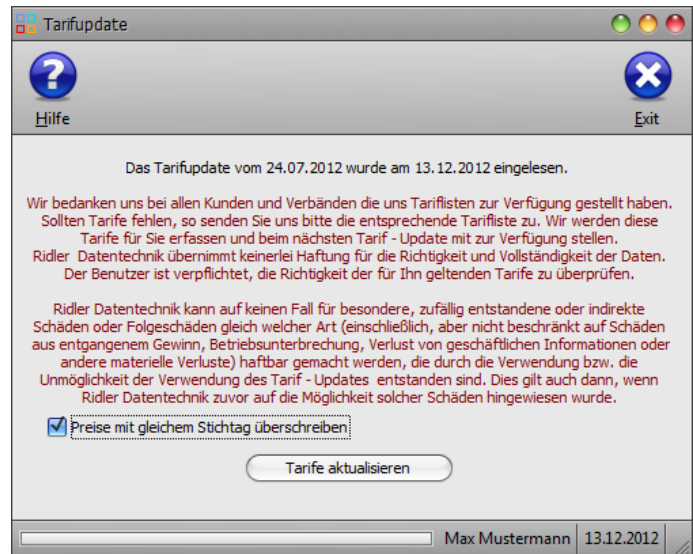 Tarifupdate
Hilfe
Exit
Das Tarifupdate vom 24.07.2012 wurde am 13.12.2012 eingelesen.
Wir bedanken uns bei allen Kunden und Verbänden die uns Tariflisten zur Verfügung gestellt haben.
Sollten Tarife fehlen, so senden Sie uns bitte die entsprechende Tarifliste zu. Wir werden diese
Tarife für Sie erfassen und beim nächsten Tarif - Update mit zur Verfügung stellen.
Ridler Datentechnik übernimmt keinerlei Haftung für die Richtigkeit und Vollständigkeit der Daten.
Der Benutzer ist verpflichtet, die Richtigkeit der für Ihn geltenden Tarife zu überprüfen.
Ridler Datentechnik kann auf keinen Fall für besondere, zufällig entstandene oder indirekte
Schäden oder Folgeschäden gleich welcher Art (einschließlich, aber nicht beschränkt auf Schäden
aus entgangenem Gewinn, Betriebsunterbrechung, Verlust von geschäftlichen Informationen oder
andere materielle Verluste) haftbar gemacht werden, die durch die Verwendung bzw. die
Unmöglichkeit der Verwendung des Tarif - Updates entstanden sind. Dies gilt auch dann, wenn
Ridler Datentechnik zuvor auf die Möglichkeit solcher Schäden hingewiesen wurde.
Preise mit gleichem Stichtag überschreiben
Tarife aktualisieren
Max Mustermann 13.12.2012